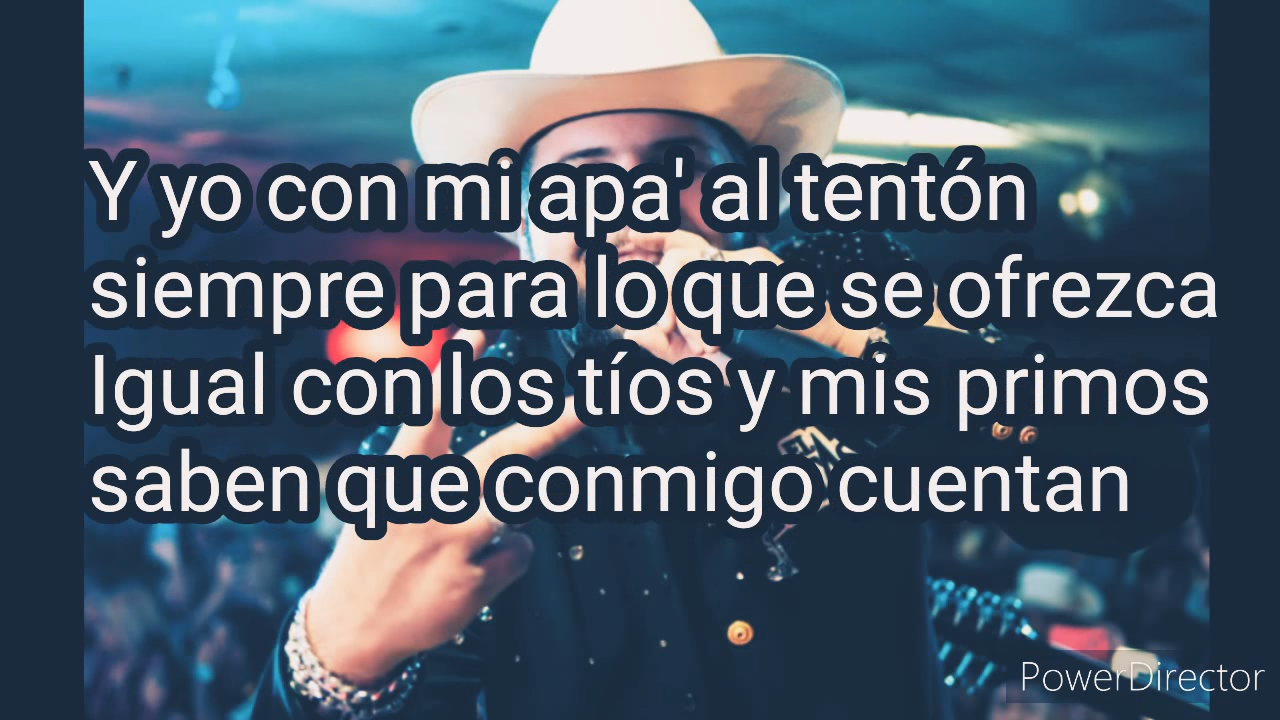 Y yo con mi apa' al tentón
siempre para lo que se ofrezca
Igual con los tíos y mis primos
saben que conmigo cuentan
PowerDirector